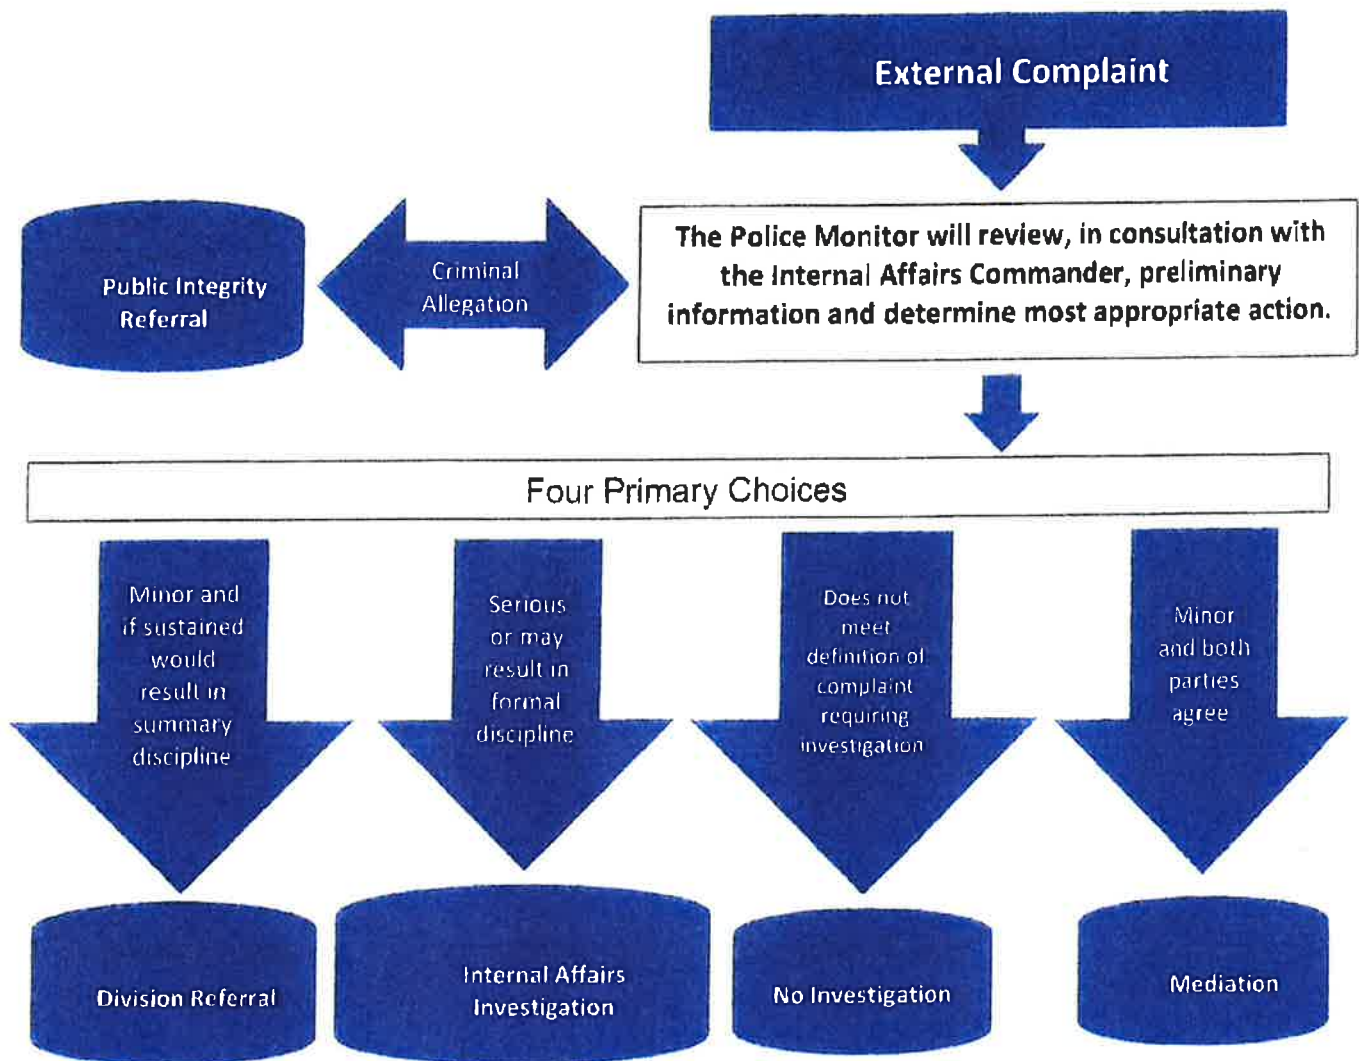 External Complaint
The Police Monitor will review, in consultation with
the Internal Affairs Commander, preliminary
information and determine most appropriate action.
Criminal
Allegation
Public Integrity
Referral
Four Primary Choices
Minor and
if sustained
would
result in
summary
discipline
Serious
or may
result in
formal
discipline
Does not
meet
definition of
complaint
requiring
investigation
Minor
and both
parties
agree
Division Referral
Internal Affairs
Investigation
No Investigation
Mediation